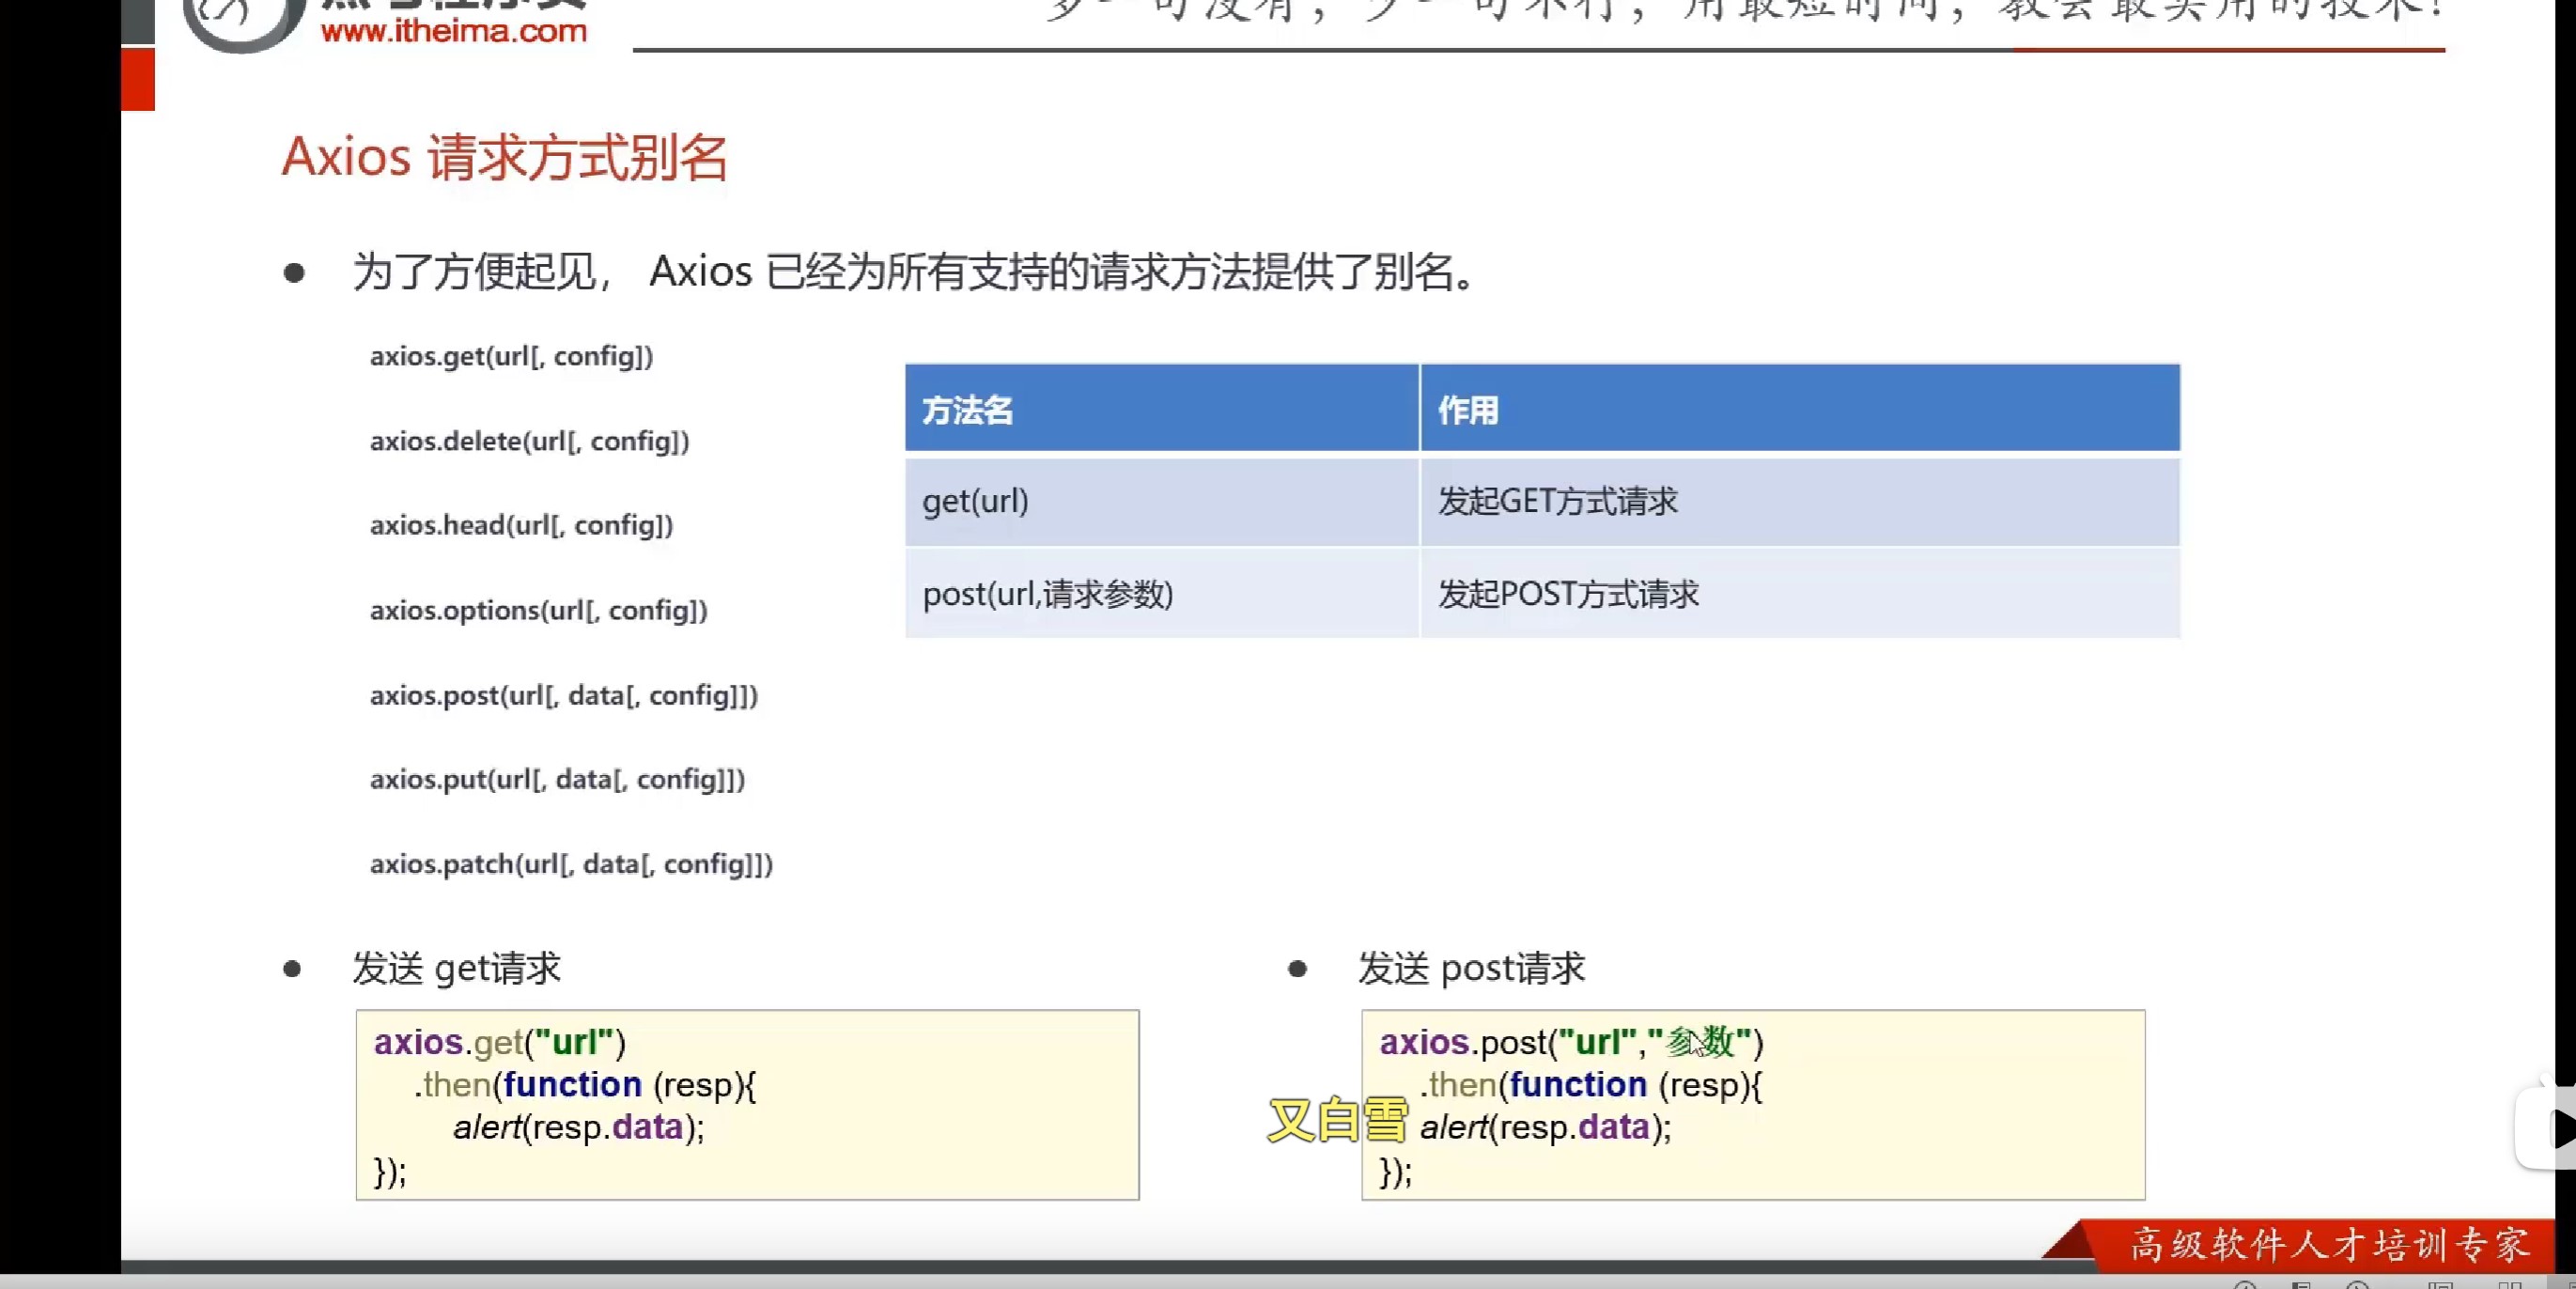 www.itheima.com
Axios 请求方式别名
● 为了方便起见， Axios 已经为所有支持的请求方法提供了别名。
axios.get(url[, config])
axios.delete(url[, config])
axios.head(url[, config])
axios.options(url[, config])
axios.post(url[, data[, config]])
axios.put(url[, data[, config]])
axios.patch(url[, data[, config]])
方法名 作用
get(url) 发起GET方式请求
post(url,请求参数) 发起POST方式请求
● 发送 get请求
axios.get("url")
.then(function (resp){
alert(resp.data);
});
● 发送 post请求
axios.post("url","参数")
.then(function (resp){
alert(resp.data);
});
又白雪
高级软件人才培训专家